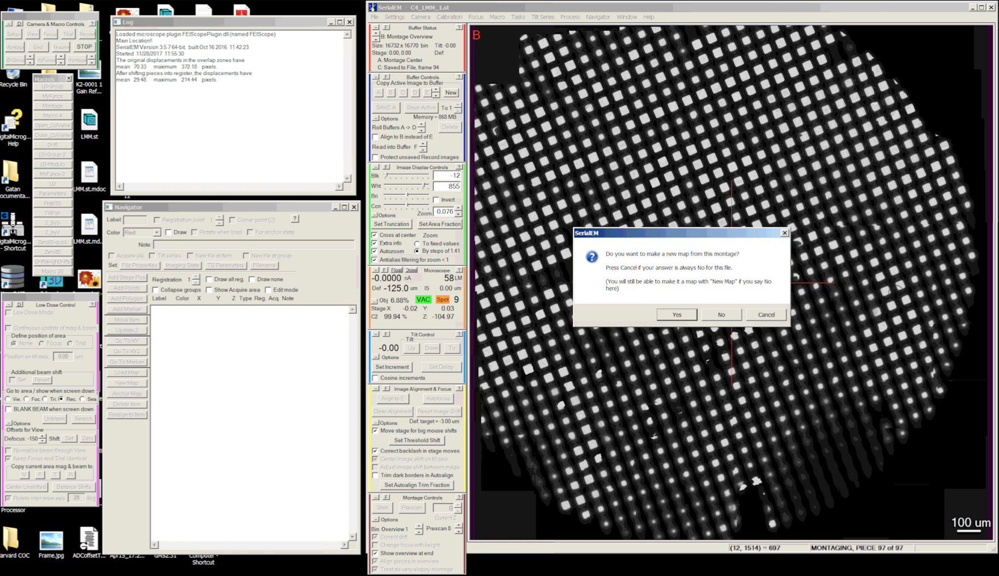 Camera & Macro Controls
Setup View Focus Trial Record
Montage End Resume STOP
LD-Group MyFuncs Montage
Recycle Bin
K2-0001 1
Gain Ref...
Macros
LD-Group
MyFuncs
Montage
Macro 4
Open_ColValve
Close_ColValve
Drift
LD-Group-2
LD-Modulo
MyFuncs-2
LD
Parameters
PrepTS
TiltPair
Z_byG
Z_byV
ZeroIS-quick
ZeroIS
Drift4HighDrifts
Macro 20
igitalMicrog...
Help
LMM.st
Gatan
ocumenta...
LMM.st.mdoc
igitalMicrog...
- Shortcut
LMM.st.md...
Low Dose Control
Low Dose Mode
Continuous update of mag & beam
Define position of area
None Focus Trial
Position on tilt axis: 0.00 um
Additional beam shift
Set Reset
Go to area / show when screen down
Vie. Foc. Tri. Rec. Sea.
BLANK BEAM when screen down
Unblank Search
Options
Offsets for View
Defocus: -150 Shift: Set Zero
Normalize beam through View
Keep Focus and Trial identical
Copy current area mag & beam to
V F T R
Center Unshifted Balance Shifts
Rotate inter-area axis 28 deg
Processor
arvard COC
Frame.jpg
ADCoffsetT...
Apr15_17.2...
GMS2.31
Computer -
Shortcut
Log
Loaded microscope plugin FEIScopePlugin.dll (named FEIScope)
Main Location!!
SerialEM Version 3.5.7 64-bit, built Oct 16 2016 11:42:23
Started 11/28/2017 11:55:30
The original displacements in the overlap zones have
mean 70.33 maximum 372.18 pixels.
After shifting pieces into register, the displacements have
mean 29.48 maximum 214.44 pixels.
12
Navigator
Label: Registration point 1 Corner point (C) ?
Color Red Draw Rotate when load For anchor state
Note:
Acquire (A) Tilt series New file at item New file at group
Set: File Properties Imaging State TS Parameters Filename
Add Stage Pos Registration 1 Draw all reg. Draw none
Add Points Collapse groups Show Acquire area Edit mode
Add Polygon Label Color X Y Z Type Reg. Acq. Note
Add Marker
Move Item
Update Z
Go To XY
Go To XYZ
Go To Marker
Load Map
New Map
Anchor Map
Delete Item
Realign to Item
SerialEM - C4_LMM_1.st
File Settings Camera Calibration Focus Macro Tasks Tilt Series Process Navigator Window Help
Buffer Status
B: Montage Overview
Size: 16732 x 16770 bin Tilt: -0.00
Stage: 0.00, 0.00 Def:
A: Montage Center
C: Saved to File, frame 94
Buffer Controls
Copy Active Image to Buffer
A B C D E New
SAVE A Save Active To 1
Options Memory = 868 MB
Roll Buffers A -> D Delete
Align to B instead of E
Read into Buffer F
Protect unsaved Record images
Image Display Controls
Blk -12
Wht 855
Bri Invert
Con Zoom 0.076
Options
Set Truncation Set Area Fraction
Cross at center Zoom:
Extra info To fixed values
Autozoom By steps of 1.41
Antialias filtering for zoom < 1
Float Dose Microscope
-0.0000 nA 58 LM
Def -125.0 um IS 0.00 um
Obj 6.88% VAC Spot 9
Stage X: -0.02 Y: 0.03
C2 99.94 % Z: -104.97
Tilt Control
Tilt
-0.00 Up Down To
Options
Set Increment Set Delay
Cosine increments
Image Alignment & Focus
Align to E Autofocus
Clear Alignment Reset Image Shift
Options Def. target = -3.00 um
Move stage for big mouse shifts
Set Threshold Shift
Correct backlash in stage moves
Center image shift on tilt axis
Adjust image shift between mags
Trim dark borders in Autoalign
Set Autoalign Trim Fraction
Montage Controls
Start Prescan 0
Options Current Z
Bin: Overview 1 Prescan 8
Correct drift
Change focus with height
Show overview at end
Align pieces in overview
Treat as very sloppy montage
B
SerialEM
Do you want to make a new map from this montage?
Press Cancel if your answer is always No for this file.
(You will still be able to make it a map with "New Map" if you say No
here)
Yes No Cancel
100 um
(12, 1514) = 697 MONTAGING, PIECE 97 of 97